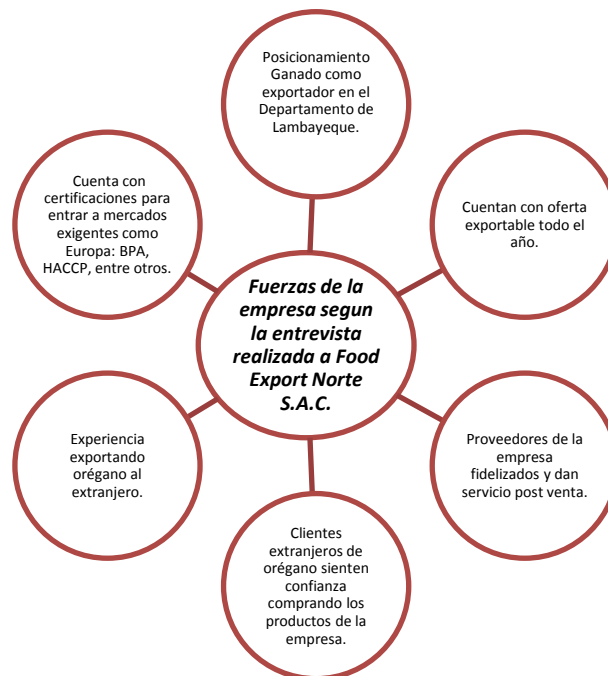 Posicionamiento
Ganado como
exportador en el
Departamento de
Lambayeque.
Cuentan con oferta
exportable todo el
año.
Proveedores de la
empresa
fidelizados y dan
servicio post venta.
Clientes
extranjeros de
orégano sienten
confianza
comprando los
productos de la
empresa.
Experiencia
exportando
orégano al
extranjero.
Cuenta con
certificaciones para
entrar a mercados
exigentes como
Europa: BPA,
HACCP, entre otros.
Fuerzas de la
empresa segun
la entrevista
realizada a Food
Export Norte
S.A.C.